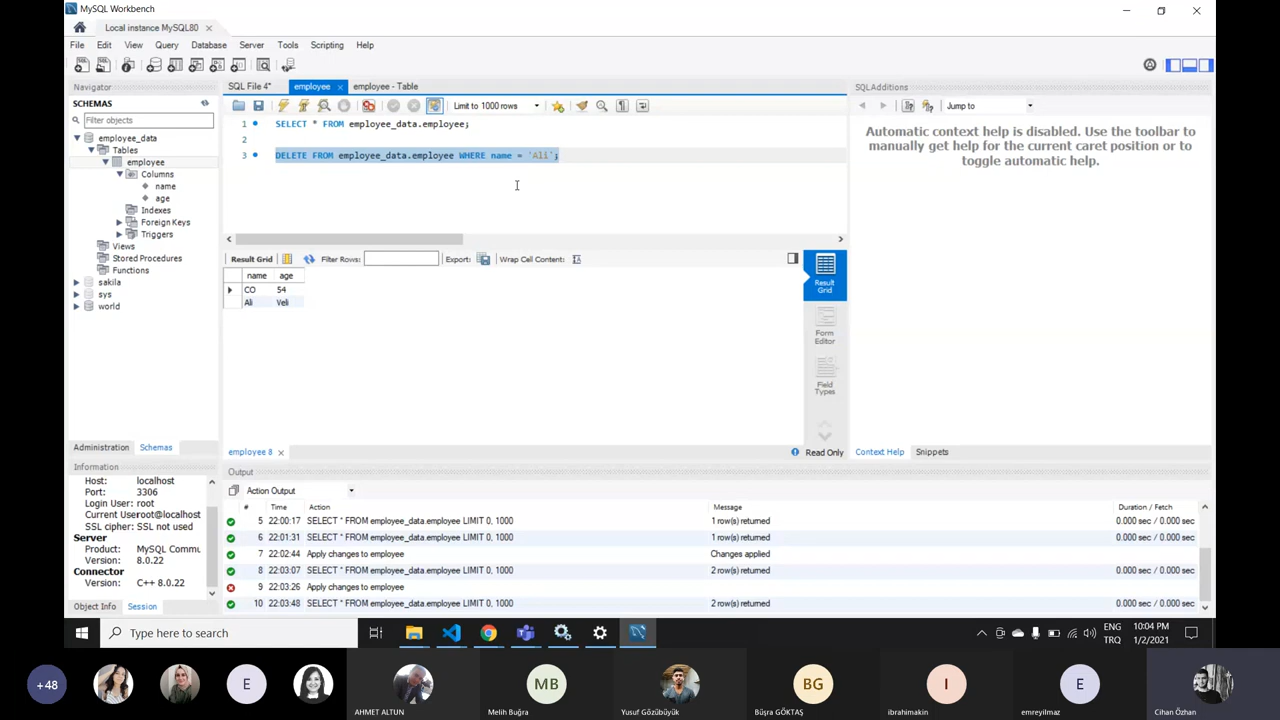 MySQL Workbench
Local instance MySQL80
File Edit View Query Database Server Tools Scripting Help
Navigator
SCHEMAS
Filter objects
employee_data
Tables
employee
Columns
name
age
Indexes
Foreign Keys
Triggers
Views
Stored Procedures
Functions
sakila
sys
world
Administration Schemas
Information
Host: localhost
Port: 3306
Login User: root
Current User root@localhost
SSL cipher: SSL not used
Server
Product: MySQL Commu
Version: 8.0.22
Connector
Version: C++ 8.0.22
Object Info Session
SQL File 4* employee employee - Table
Limit to 1000 rows
1 SELECT * FROM employee_data.employee;
2
3 DELETE FROM employee_data.employee WHERE name = 'Ali';
Result Grid Filter Rows: Export: Wrap Cell Content:
name age
CO 54
Ali Veli
Result Grid
Form Editor
Field Types
employee 8
Read Only
SQLAdditions
Jump to
Automatic context help is disabled. Use the toolbar to
manually get help for the current caret position or to
toggle automatic help.
Context Help Snippets
Output
Action Output
# Time Action Message Duration / Fetch
5 22:00:17 SELECT * FROM employee_data.employee LIMIT 0, 1000 1 row(s) returned 0.000 sec / 0.000 sec
6 22:01:31 SELECT * FROM employee_data.employee LIMIT 0, 1000 1 row(s) returned 0.000 sec / 0.000 sec
7 22:02:44 Apply changes to employee Changes applied
8 22:03:07 SELECT * FROM employee_data.employee LIMIT 0, 1000 2 row(s) returned 0.000 sec / 0.000 sec
9 22:03:26 Apply changes to employee
10 22:03:48 SELECT * FROM employee_data.employee LIMIT 0, 1000 2 row(s) returned 0.000 sec / 0.000 sec
Type here to search
ENG
TRQ
10:04 PM
1/2/2021
+48
E
MB
BG
I
E
AHMET ALTUN
Melih Buğra
Yusuf Gözübüyük
Büşra GÖKTAŞ
ibrahimakin
emreyilmaz
Cihan Özhan